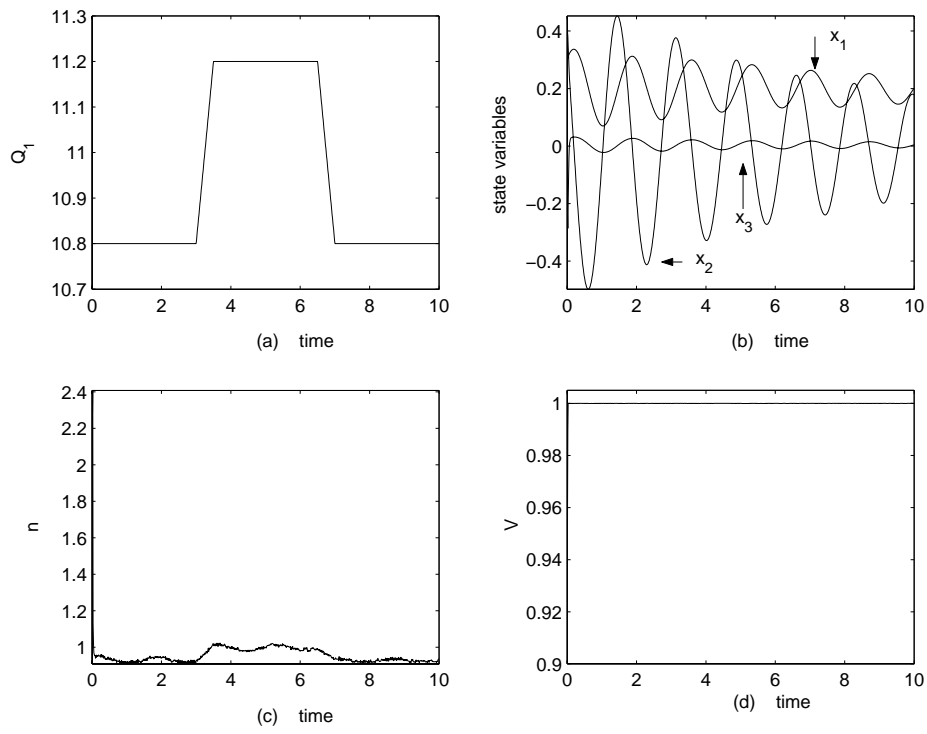 11.3
11.2
11.1
11
10.9
10.8
10.7
Q1
0 2 4 6 8 10
(a) time
0.4
0.2
0
−0.2
−0.4
state variables
x1
x3
x2
0 2 4 6 8 10
(b) time
2.4
2.2
2
1.8
1.6
1.4
1.2
1
n
0 2 4 6 8 10
(c) time
1
0.98
0.96
0.94
0.92
0.9
V
0 2 4 6 8 10
(d) time